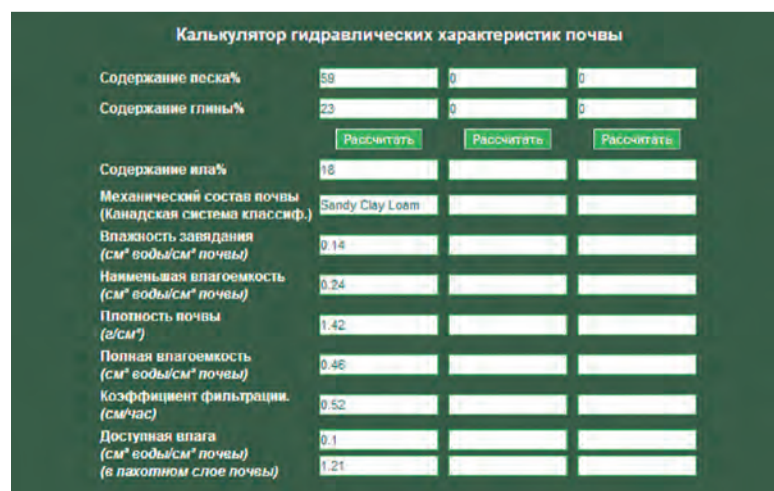 Калькулятор гидравлических характеристик почвы
Содержание песка% 59 0 0
Содержание глины% 23 0 0
Рассчитать Рассчитать Рассчитать
Содержание ила% 18
Механический состав почвы
(Канадская система классиф.) Sandy Clay Loam
Влажность завядания
(см³ воды/см³ почвы) 0.14
Наименьшая влагоемкость
(см³ воды/см³ почвы) 0.24
Плотность почвы
(г/см³) 1.42
Полная влагоемкость
(см³ воды/см³ почвы) 0.46
Коэффициент фильтрации.
(см/час) 0.52
Доступная влага 0.1
(см³ воды/см³ почвы)
(в пахотном слое почвы) 1.21